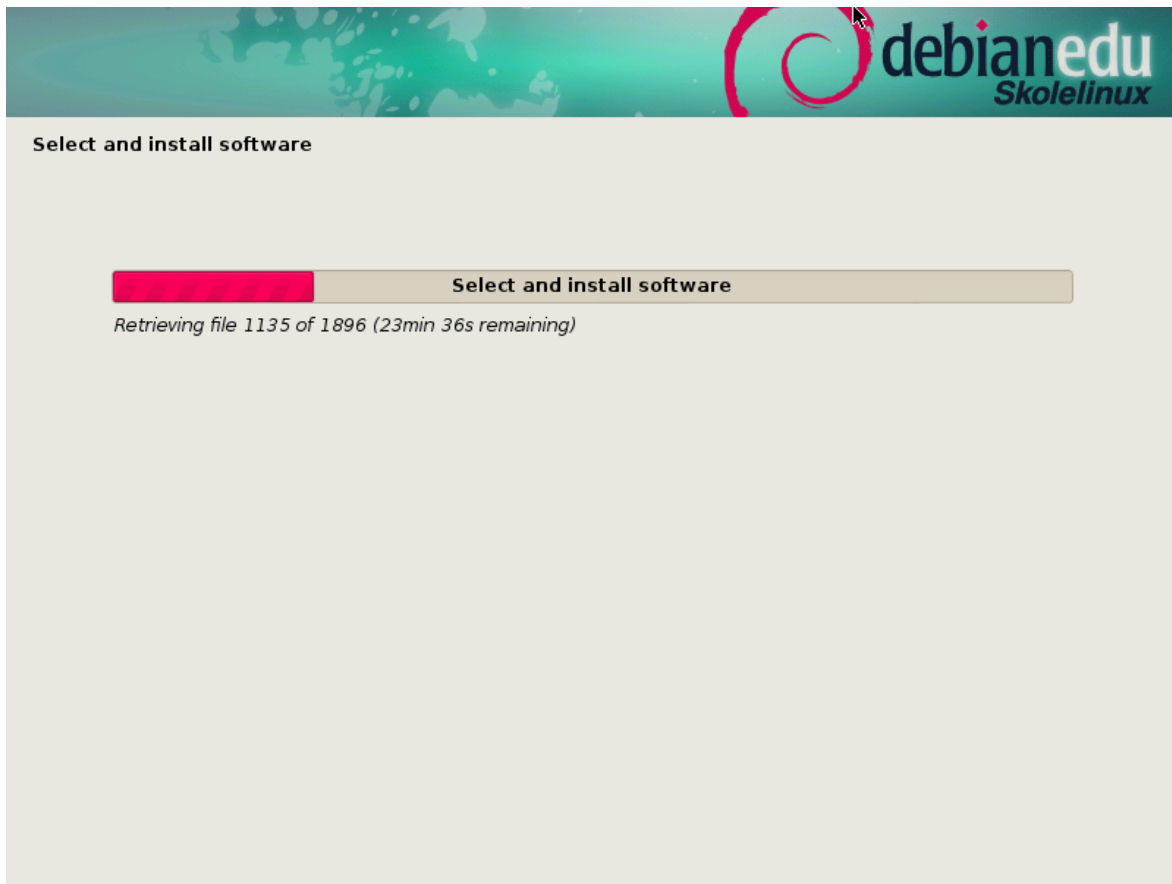 debianedu
Skolelinux
Select and install software
Select and install software
Retrieving file 1135 of 1896 (23min 36s remaining)